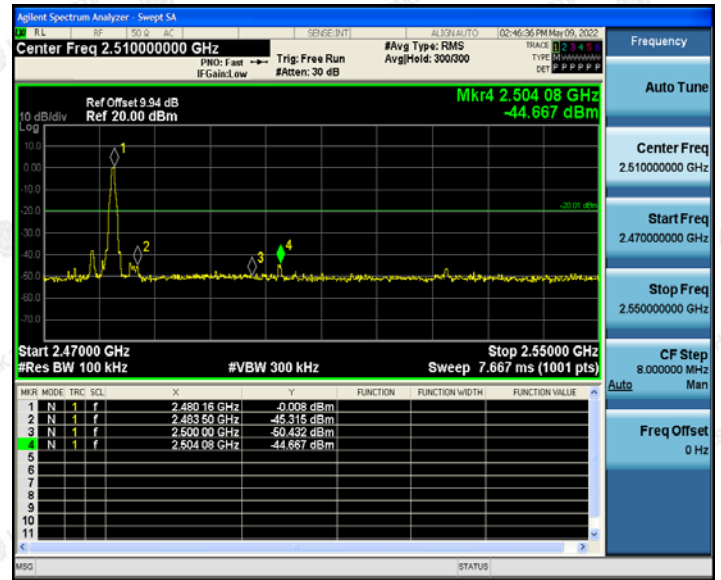 Agilent Spectrum Analyzer - Swept SA
RL RF 50 Ω AC SENSE:INT ALIGN AUTO 02:46:36 PM May 09, 2022
Center Freq 2.510000000 GHz
PNO: Fast
IFGain:Low
Trig: Free Run
#Atten: 30 dB
#Avg Type: RMS
Avg|Hold: 300/300
TRACE 1 2 3 4 5 6
TYPE MWWWWW
DET P P P P P P
Frequency
Auto Tune
Center Freq
2.510000000 GHz
Start Freq
2.470000000 GHz
Stop Freq
2.550000000 GHz
CF Step
8.000000 MHz
Auto Man
Freq Offset
0 Hz
Mkr4 2.504 08 GHz
-44.667 dBm
Ref Offset 9.94 dB
10 dB/div Ref 20.00 dBm
Log
10.0
0.00
-10.0
-20.0
-30.0
-40.0
-50.0
-60.0
-70.0
-20.01 dBm
1
2
3
4
Start 2.47000 GHz Stop 2.55000 GHz
#Res BW 100 kHz #VBW 300 kHz Sweep 7.667 ms (1001 pts)
MKR MODE TRC SCL X Y FUNCTION FUNCTION WIDTH FUNCTION VALUE
1 N 1 f 2.480 16 GHz -0.008 dBm
2 N 1 f 2.483 50 GHz -45.315 dBm
3 N 1 f 2.500 00 GHz -50.432 dBm
4 N 1 f 2.504 08 GHz -44.667 dBm
5
6
7
8
9
10
11
MSG STATUS